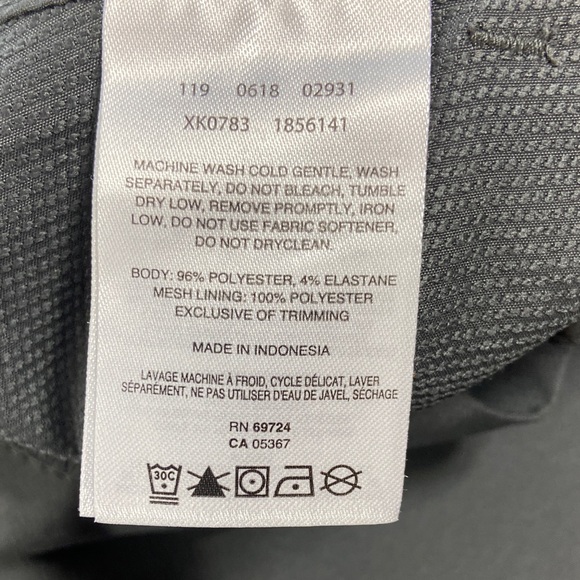 119 0618 02931
XK0783 1856141
MACHINE WASH COLD GENTLE, WASH
SEPARATELY, DO NOT BLEACH, TUMBLE
DRY LOW, REMOVE PROMPTLY, IRON
LOW, DO NOT USE FABRIC SOFTENER,
DO NOT DRYCLEAN.
BODY: 96% POLYESTER, 4% ELASTANE
MESH LINING: 100% POLYESTER
EXCLUSIVE OF TRIMMING
MADE IN INDONESIA
LAVAGE MACHINE À FROID, CYCLE DÉLICAT, LAVER
SÉPARÉMENT, NE PAS UTILISER D'EAU DE JAVEL, SÉCHAGE
RN 69724
CA 05367
30C